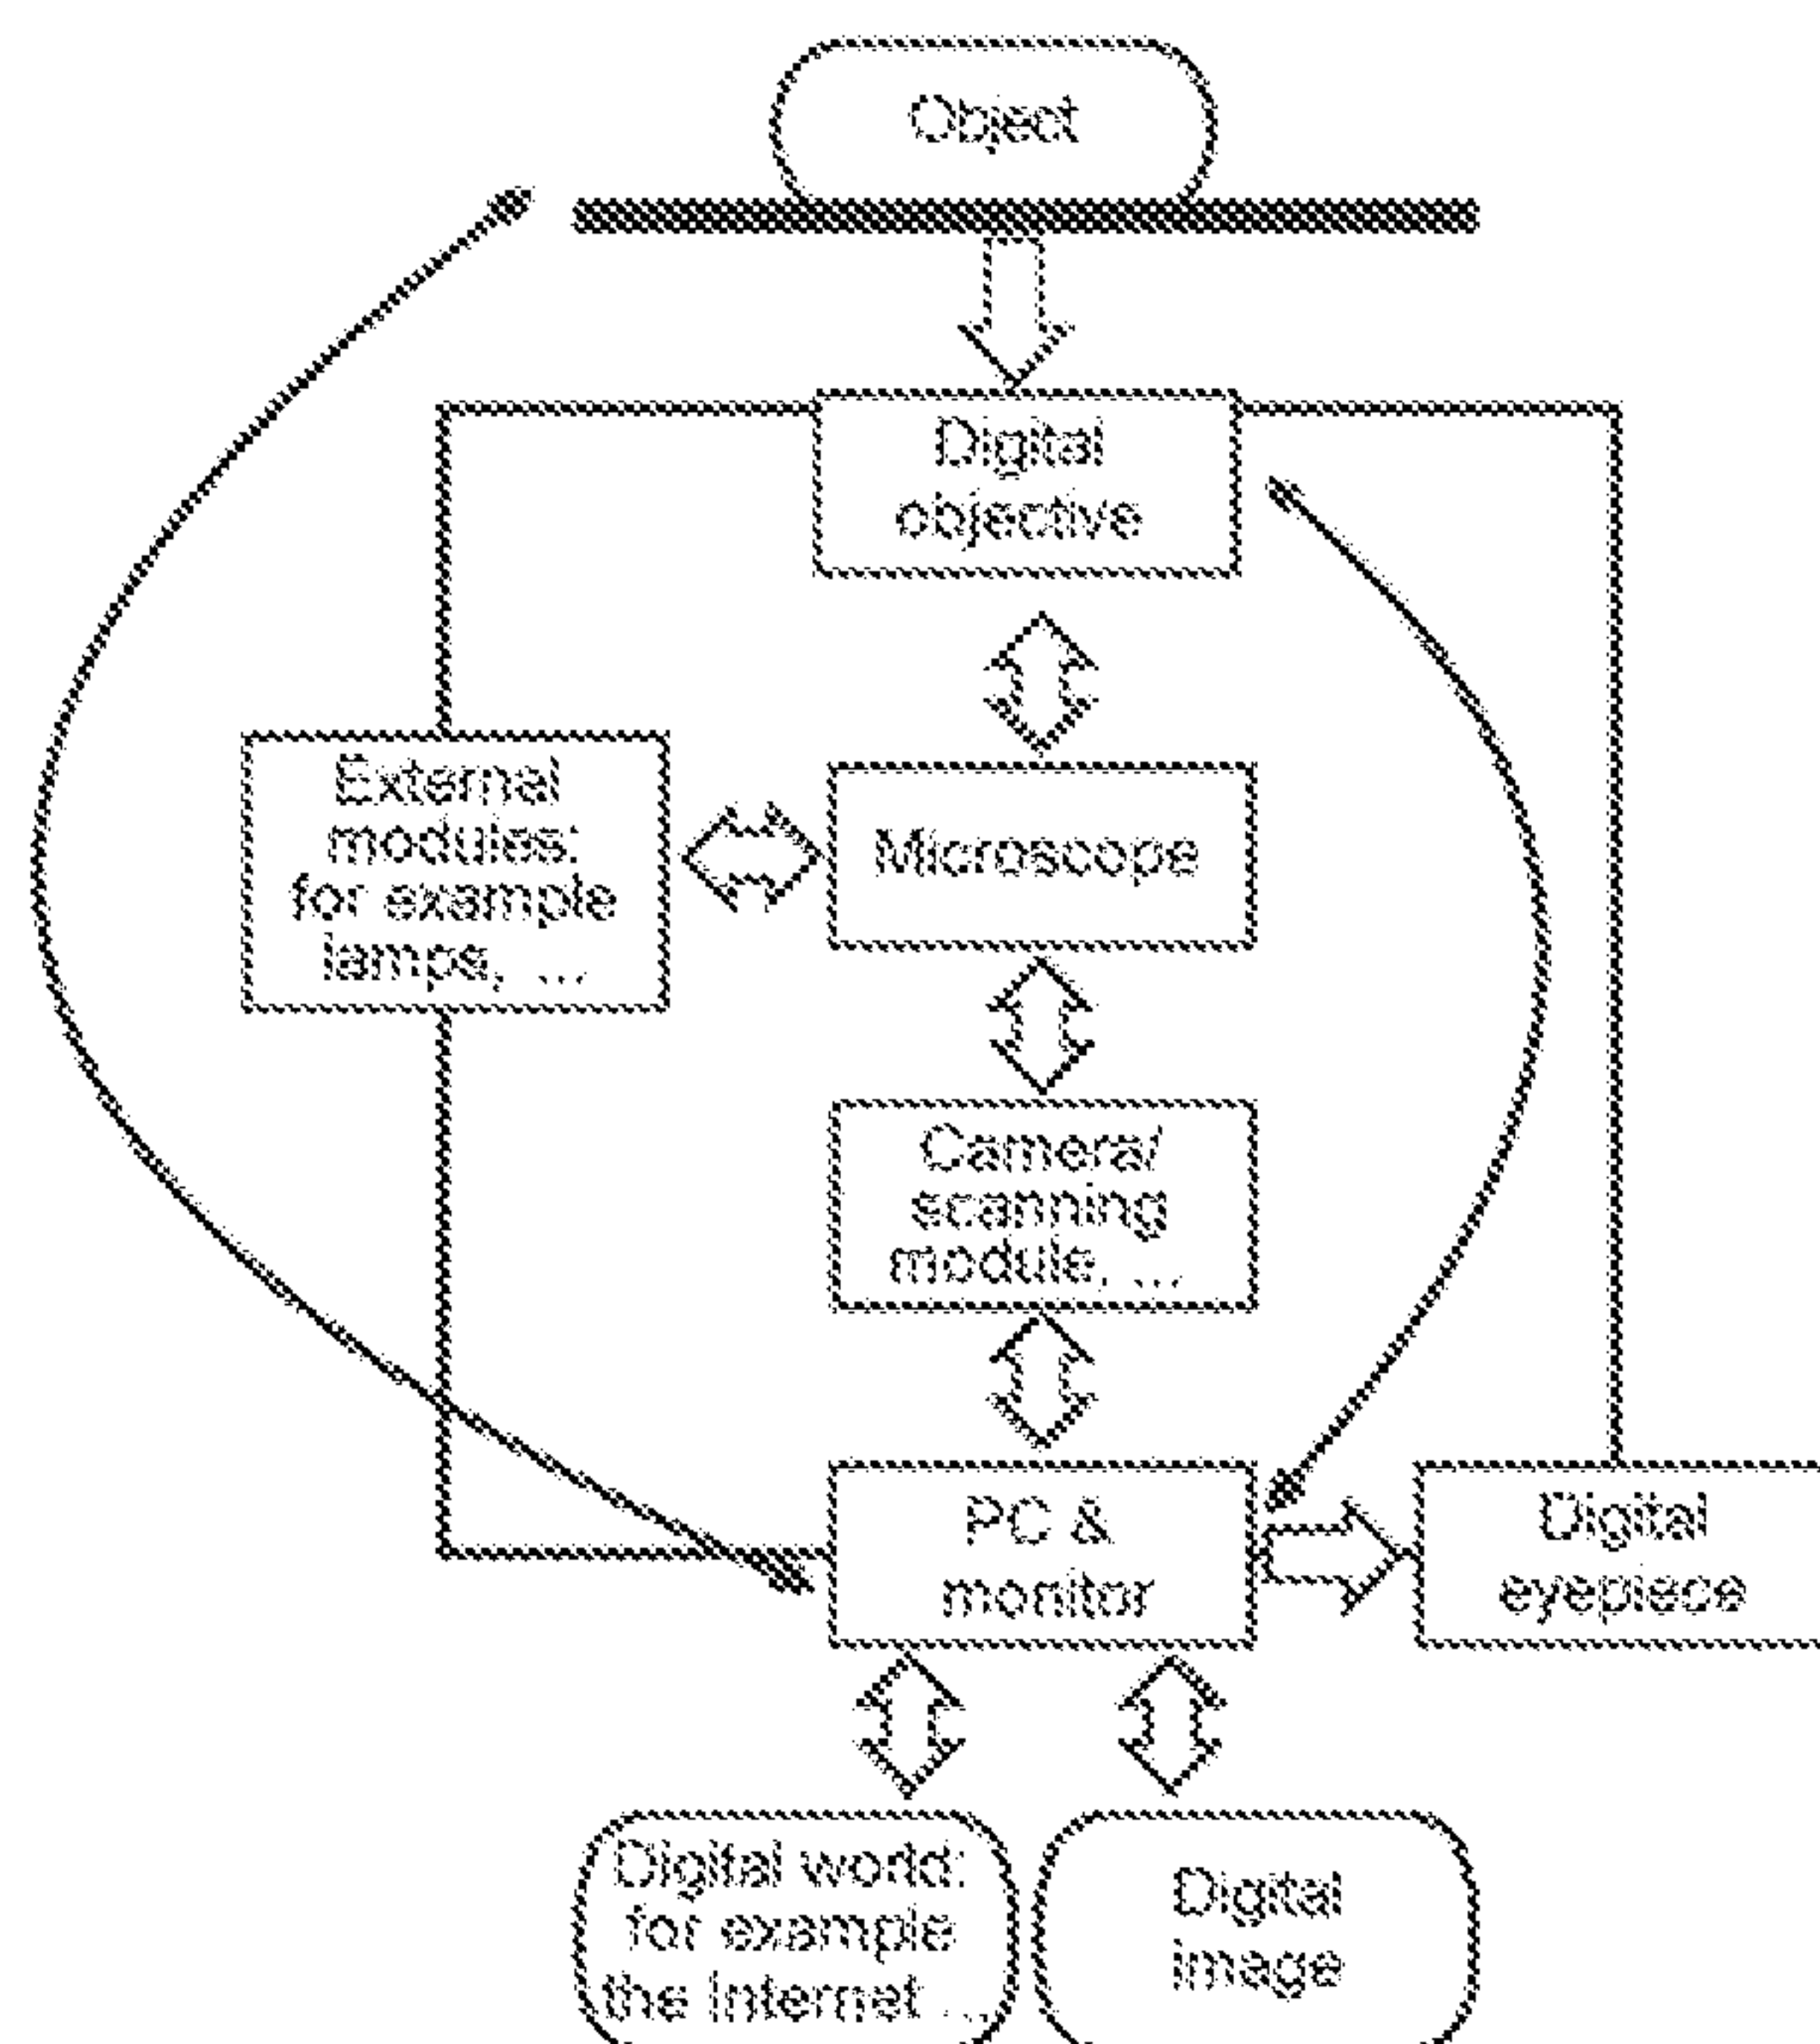 Object
Digital
objective
External
modules:
for example
lamps, ...
Microscope
Camera/
scanning
module, ...
PC &
monitor
Digital
eyepiece
Digital world:
for example
the Internet ...
Digital
image